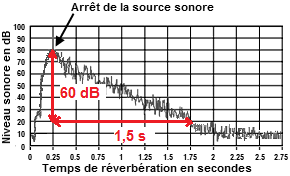 Arrêt de la source sonore
Niveau sonore en dB
100
90
80
70
60
50
40
30
20
10
60 dB
1,5 s
0 0.25 0.5 0.75 1 1.25 1.5 1.75 2 2.25 2.5 2.75
Temps de réverbération en secondes